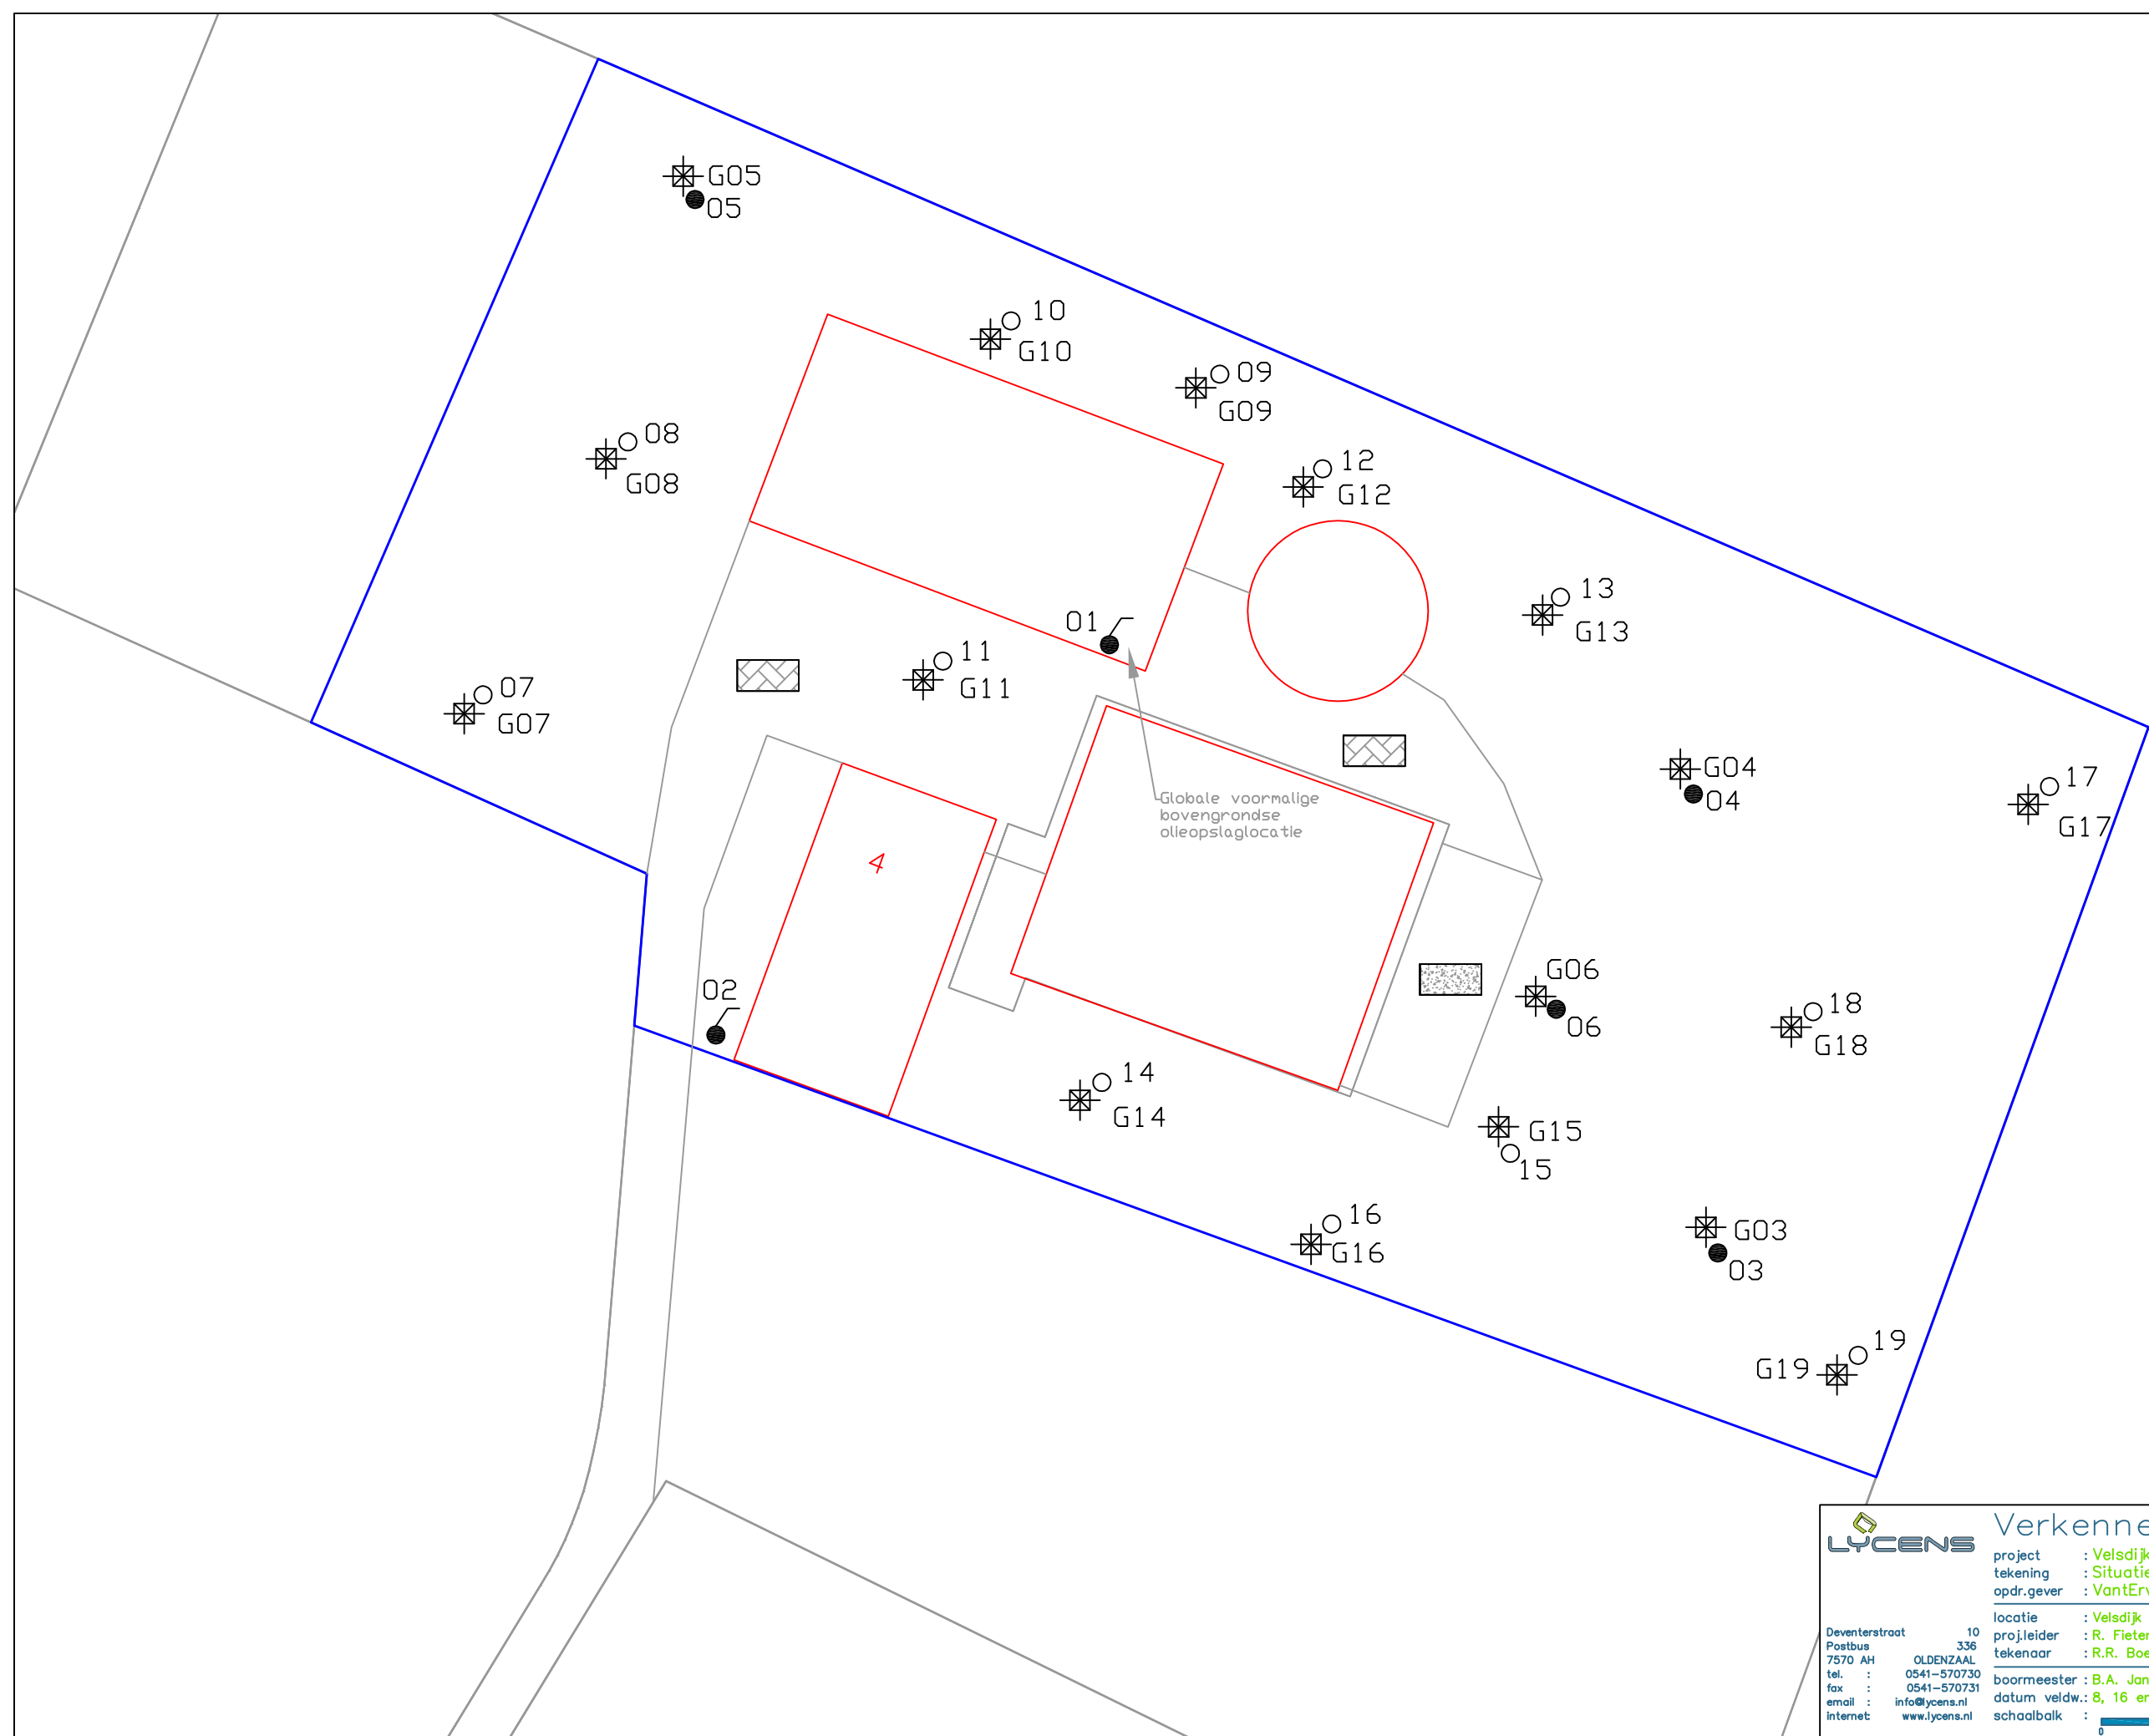 G05
05
10
G10
09
G09
08
G08
12
G12
13
G13
01
11
G11
07
G07
G04
04
17
G17
Globale voormalige
bovengrondse
olieopslaglocatie
4
02
G06
06
18
G18
14
G14
G15
15
16
G16
G03
03
19
G19
LYCENS
Deventerstraat 10
Postbus 336
7570 AH OLDENZAAL
tel. : 0541-570730
fax : 0541-570731
email : info@lycens.nl
internet: www.lycens.nl
Verkenne
project : Velsdijk
tekening : Situatie
opdr.gever : VantErv
locatie : Velsdijk
proj.leider : R. Fieter
tekenaar : R.R. Boe
boormeester : B.A. Jan
datum veldw.: 8, 16 en
schaalbalk :
0